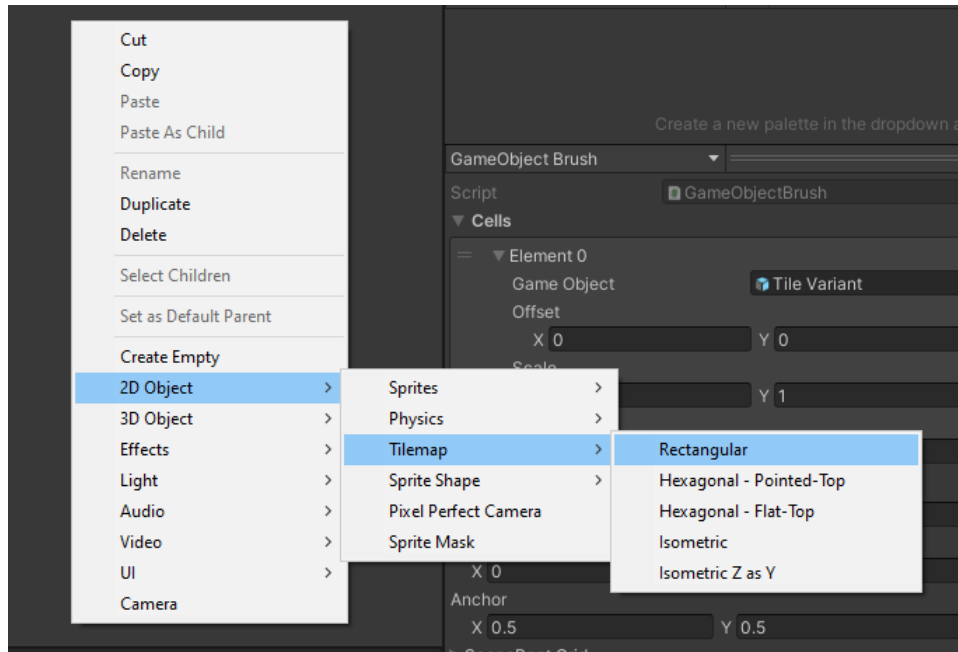 Cut
Copy
Paste
Paste As Child
Rename
Duplicate
Delete
Select Children
Set as Default Parent
Create Empty
2D Object
3D Object
Effects
Light
Audio
Video
UI
Camera
Sprites
Physics
Tilemap
Sprite Shape
Pixel Perfect Camera
Sprite Mask
Rectangular
Hexagonal - Pointed-Top
Hexagonal - Flat-Top
Isometric
Isometric Z as Y
Create a new palette in the dropdown
GameObject Brush
Script GameObjectBrush
Cells
Element 0
Game Object Tile Variant
Offset
X 0 Y 0
Scale
Y 1
X 0
Anchor
X 0.5 Y 0.5